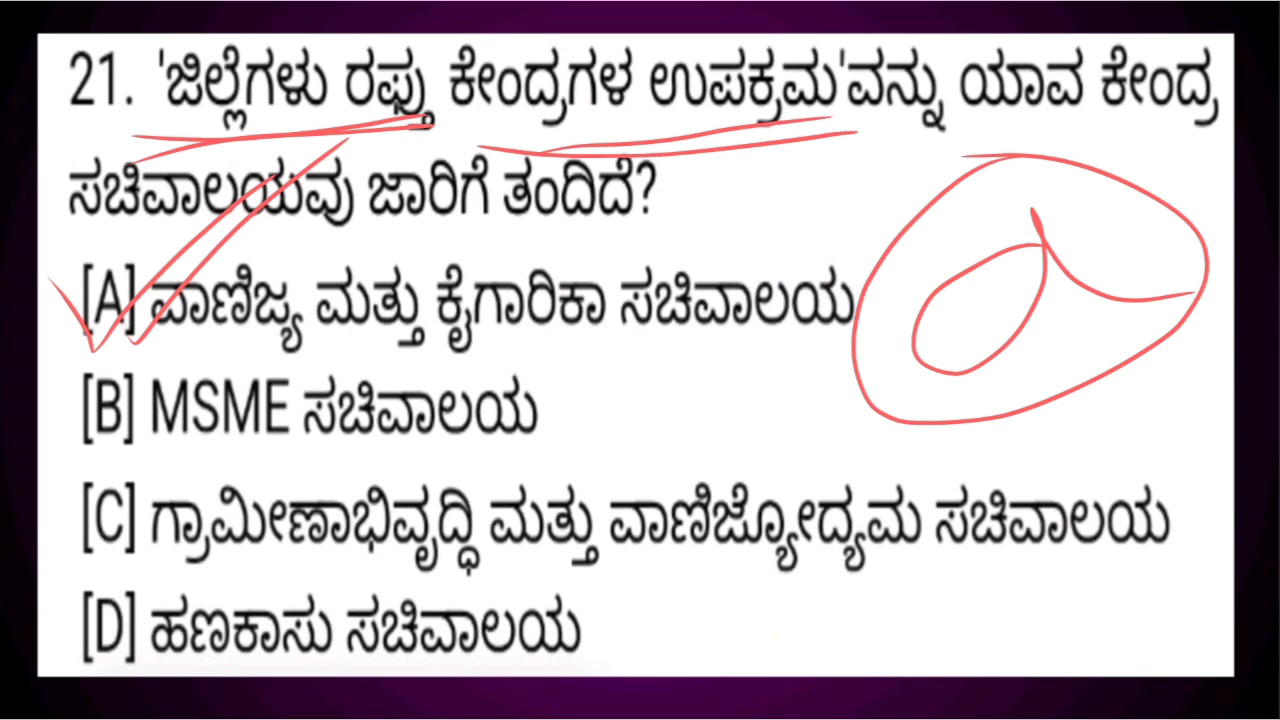 21. 'ಜಿಲ್ಲೆಗಳು ರಫ್ತು ಕೇಂದ್ರಗಳ ಉಪಕ್ರಮ'ವನ್ನು ಯಾವ ಕೇಂದ್ರ
ಸಚಿವಾಲಯವು ಜಾರಿಗೆ ತಂದಿದೆ?
[A] ವಾಣಿಜ್ಯ ಮತ್ತು ಕೈಗಾರಿಕಾ ಸಚಿವಾಲಯ
[B] MSME ಸಚಿವಾಲಯ
[C] ಗ್ರಾಮೀಣಾಭಿವೃದ್ಧಿ ಮತ್ತು ವಾಣಿಜ್ಯೋದ್ಯಮ ಸಚಿವಾಲಯ
[D] ಹಣಕಾಸು ಸಚಿವಾಲಯ